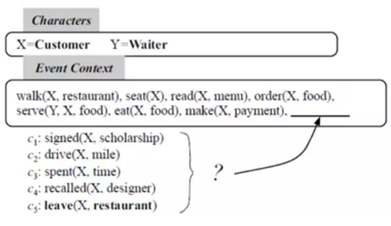 Characters
X=Customer Y=Waiter
Event Context
walk(X, restaurant), seat(X), read(X, menu), order(X, food),
serve(Y, X, food), eat(X, food), make(X, payment), ________
c₁: signed(X, scholarship)
c₂: drive(X, mile)
c₃: spent(X, time)
c₄: recalled(X, designer)
c₅: leave(X, restaurant)
?